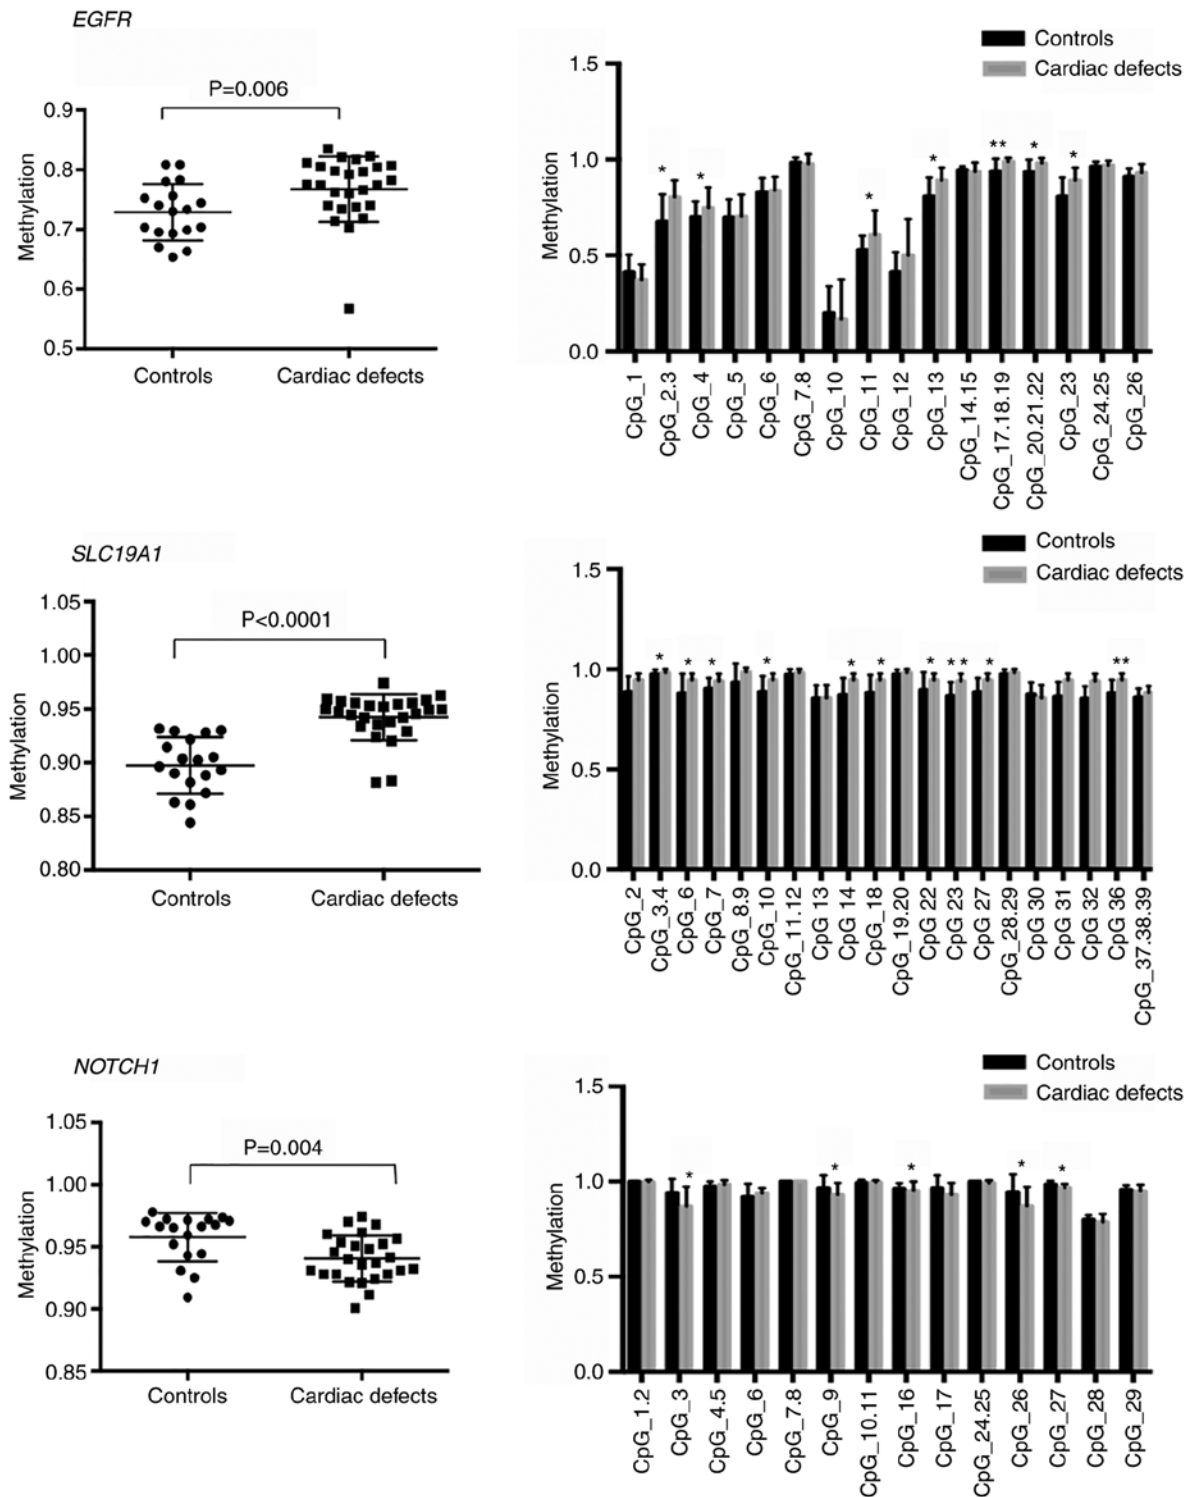 EGFR
P=0.006
0.9
0.8
0.7
0.6
0.5
Methylation
Controls
Cardiac defects
Controls
Cardiac defects
1.5
1.0
0.5
0.0
Methylation
* * * * ** * *
CpG_1
CpG_2.3
CpG_4
CpG_5
CpG_6
CpG_7.8
CpG_10
CpG_11
CpG_12
CpG_13
CpG_14.15
CpG_17.18.19
CpG_20.21.22
CpG_23
CpG_24.25
CpG_26
SLC19A1
P<0.0001
1.05
1.00
0.95
0.90
0.85
0.80
Methylation
Controls
Cardiac defects
Controls
Cardiac defects
1.5
1.0
0.5
0.0
Methylation
* * * * * * * * * * **
CpG_2
CpG_3.4
CpG_6
CpG_7
CpG_8.9
CpG_10
CpG_11.12
CpG 13
CpG 14
CpG_18
CpG_19.20
CpG 22
CpG 23
CpG 27
CpG_28.29
CpG 30
CpG 31
CpG 32
CpG 36
CpG_37.38.39
NOTCH1
P=0.004
1.05
1.00
0.95
0.90
0.85
Methylation
Controls
Cardiac defects
Controls
Cardiac defects
1.5
1.0
0.5
0.0
Methylation
* * * * *
CpG_1.2
CpG_3
CpG_4.5
CpG_6
CpG_7.8
CpG_9
CpG_10.11
CpG_16
CpG_17
CpG_24.25
CpG_26
CpG_27
CpG_28
CpG_29